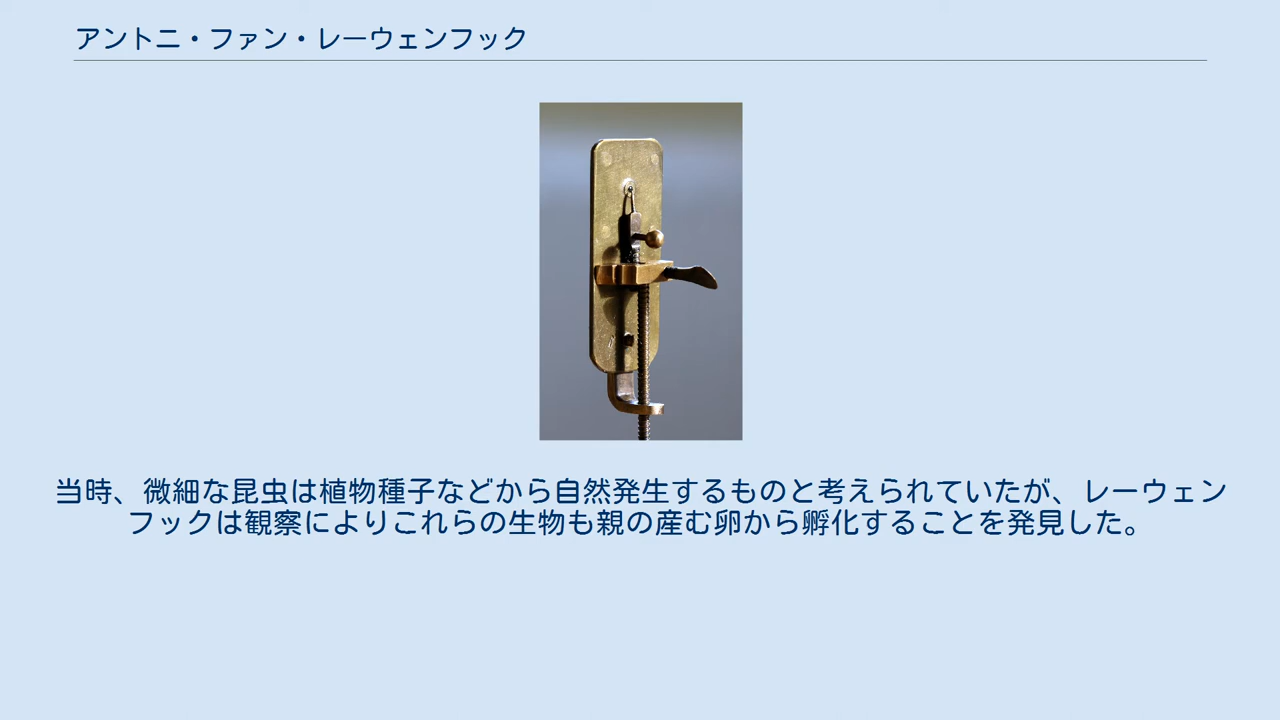 アントニ・ファン・レーウェンフック
当時、微細な昆虫は植物種子などから自然発生するものと考えられていたが、レーウェン
フックは観察によりこれらの生物も親の産む卵から孵化することを発見した。